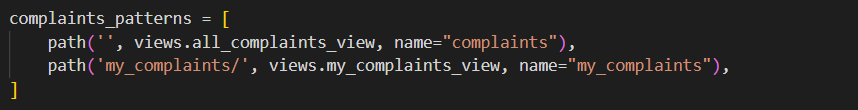 complaints_patterns = [
    path('', views.all_complaints_view, name="complaints"),
    path('my_complaints/', views.my_complaints_view, name="my_complaints"),
]